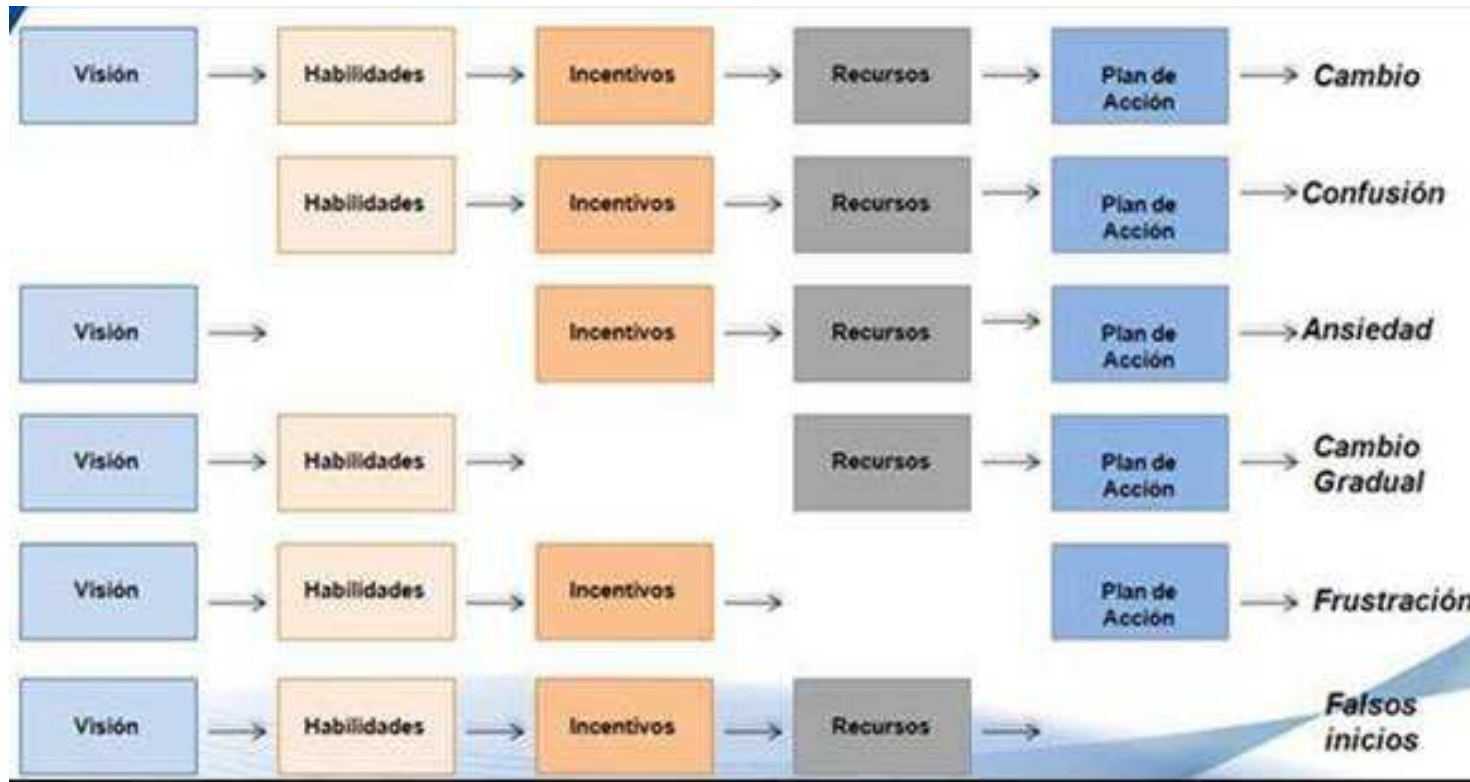 Visión Habilidades Incentivos Recursos Plan de Acción Cambio
Habilidades Incentivos Recursos Plan de Acción Confusión
Visión Incentivos Recursos Plan de Acción Ansiedad
Visión Habilidades Recursos Plan de Acción Cambio Gradual
Visión Habilidades Incentivos Plan de Acción Frustración
Visión Habilidades Incentivos Recursos Falsos inicios